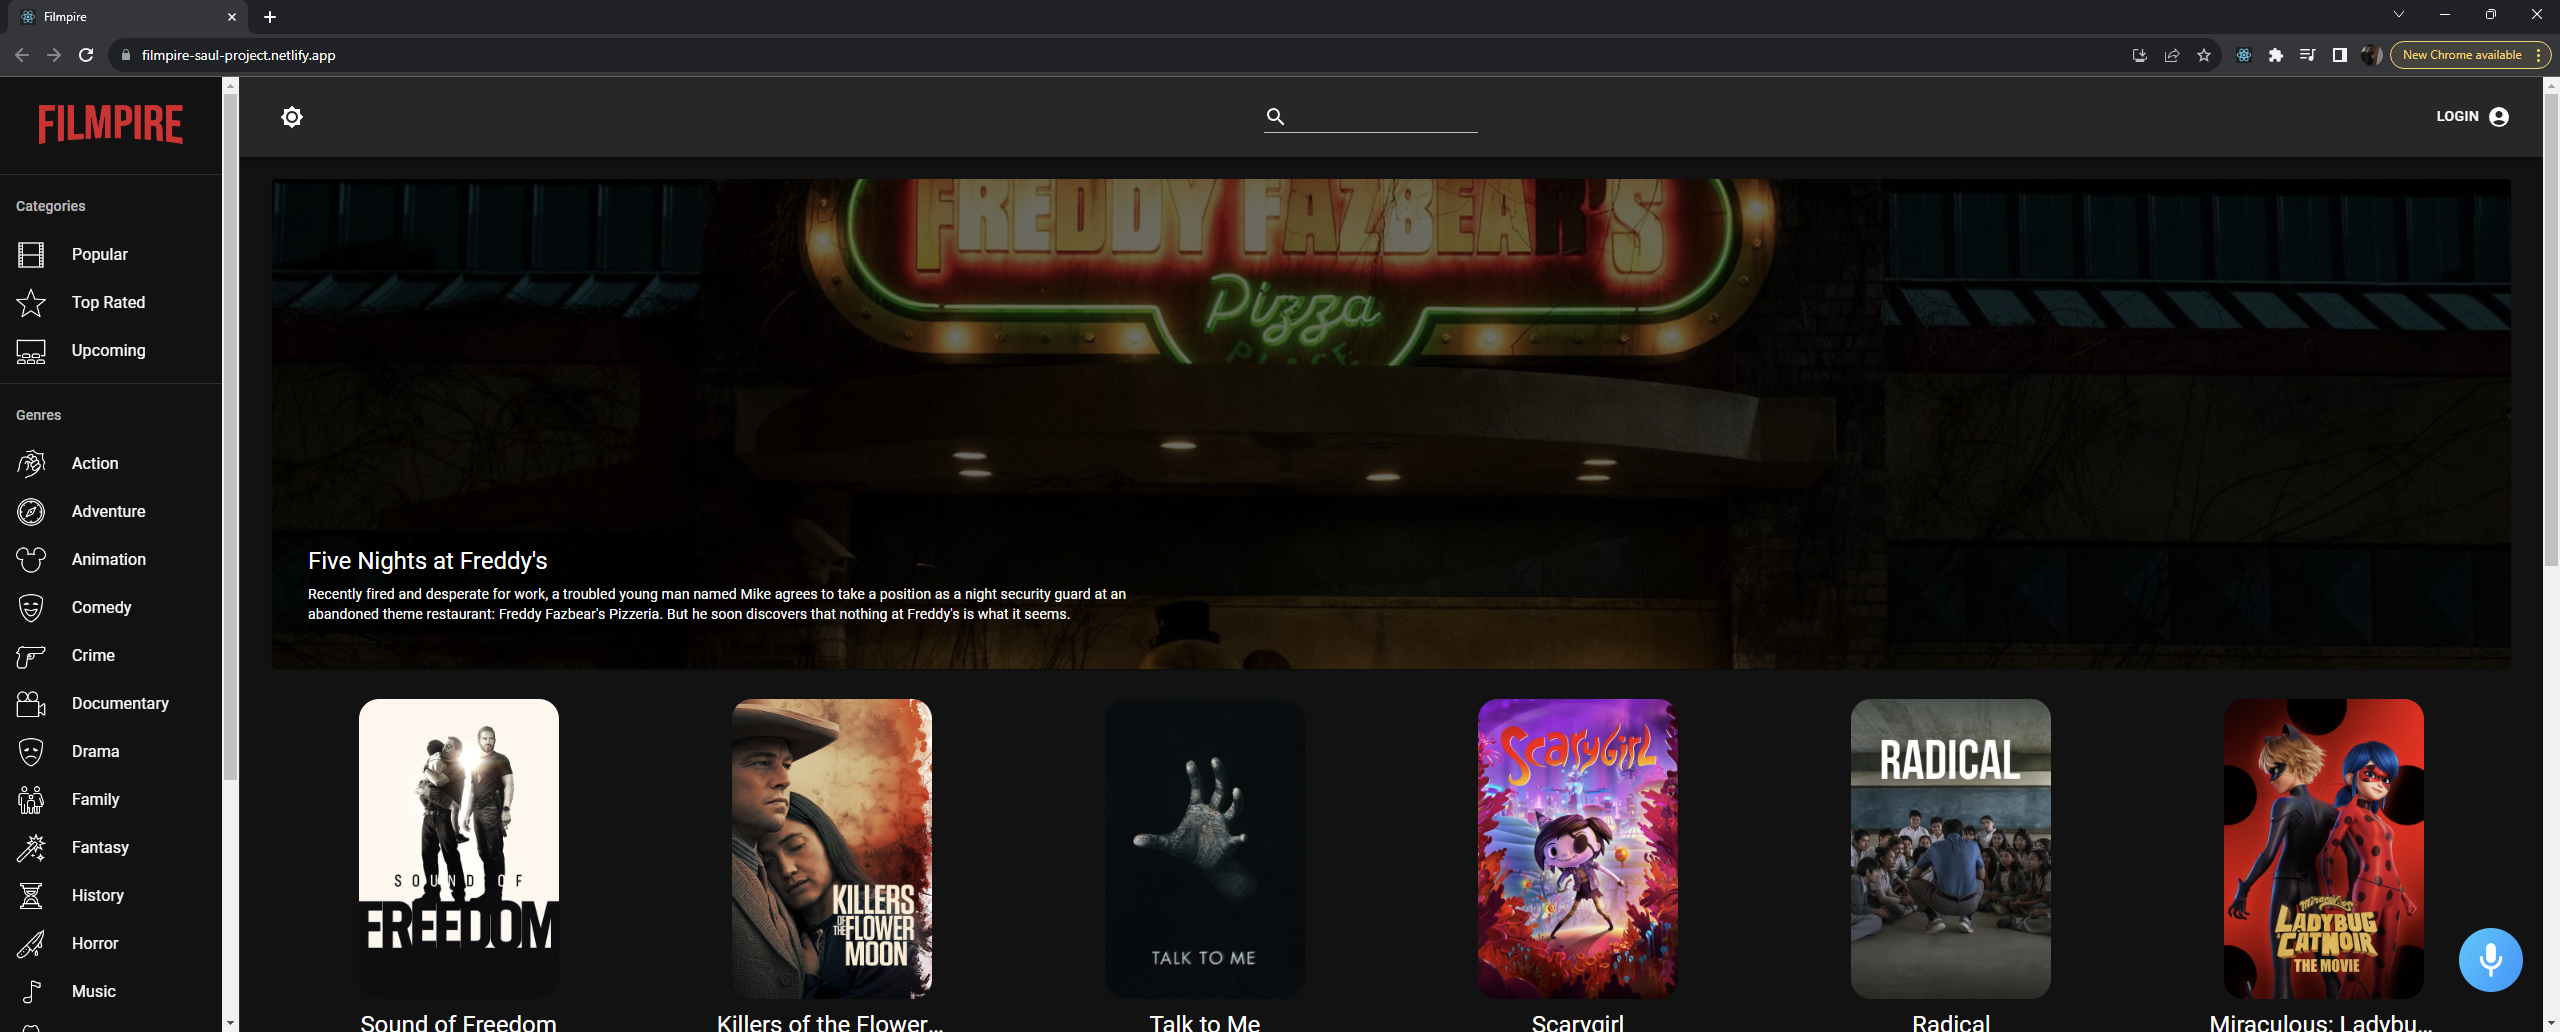 Filmpire
filmpire-saul-project.netlify.app
New Chrome available
FILMPIRE
LOGIN
Categories
Popular
Top Rated
Upcoming
Genres
Action
Adventure
Animation
Comedy
Crime
Documentary
Drama
Family
Fantasy
History
Horror
Music
FREDDY FAZBEAR'S
Pizza
PLACE
Five Nights at Freddy's
Recently fired and desperate for work, a troubled young man named Mike agrees to take a position as a night security guard at an
abandoned theme restaurant: Freddy Fazbear's Pizzeria. But he soon discovers that nothing at Freddy's is what it seems.
SOUND OF
FREEDOM
KILLERS
OF THE FLOWER
MOON
TALK TO ME
SCARYGIRL
RADICAL
Miraculous
LADYBUG
& CATNOIR
THE MOVIE
Sound of Freedom
Killers of the Flower...
Talk to Me
Scarygirl
Radical
Miraculous: Ladybu...